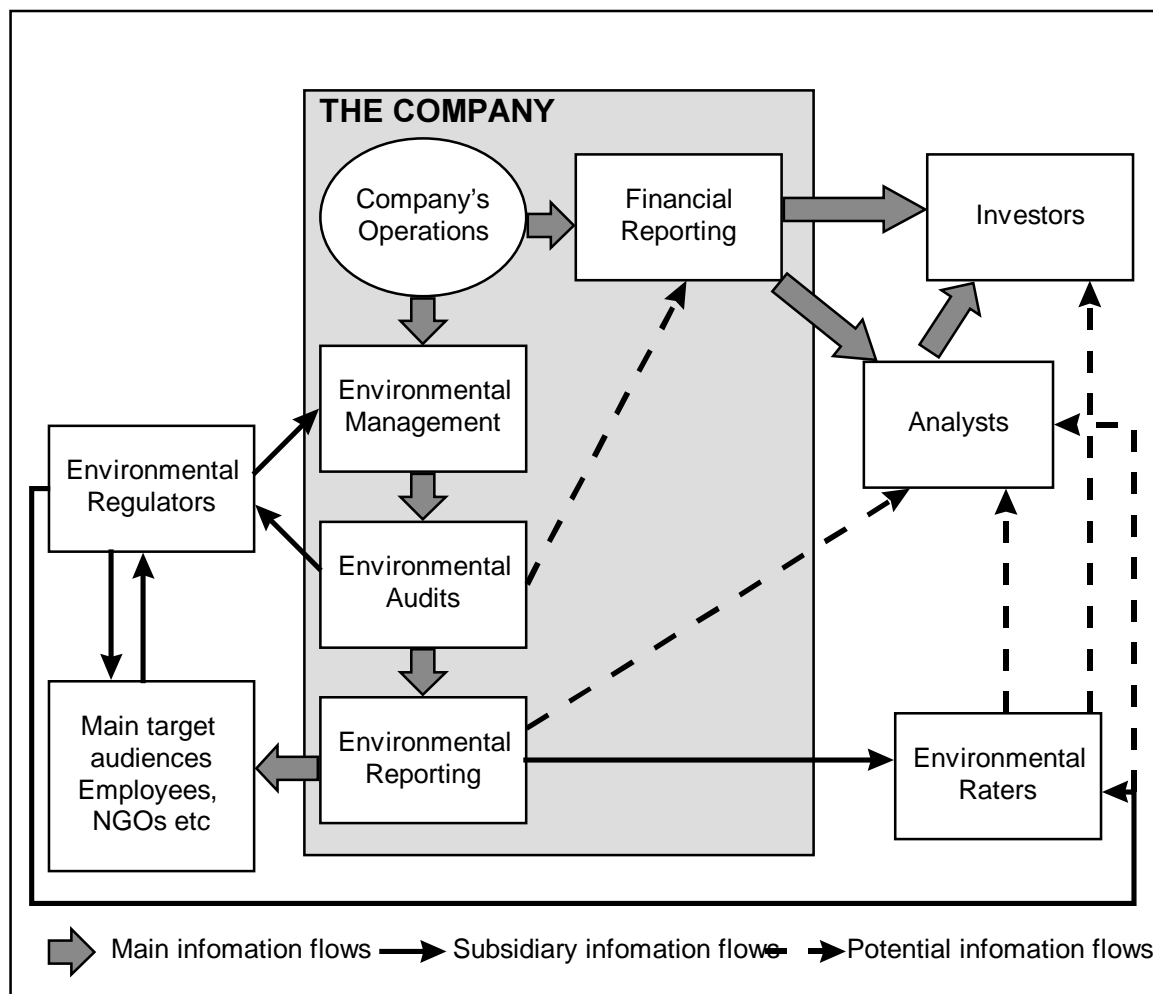 THE COMPANY
Company’s
Operations
Financial
Reporting
Investors
Environmental
Management
Analysts
Environmental
Regulators
Environmental
Audits
Main target
audiences
Employees,
NGOs etc
Environmental
Reporting
Environmental
Raters
Main infomation flows
Subsidiary infomation flows
Potential infomation flows